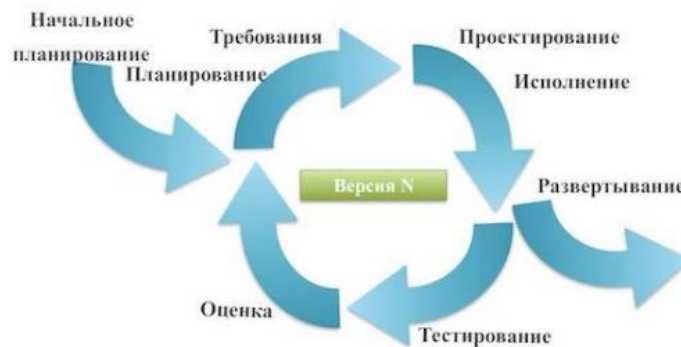 Начальное
планирование
Требования
Планирование
Проектирование
Исполнение
Версия N
Развертывание
Оценка
Тестирование